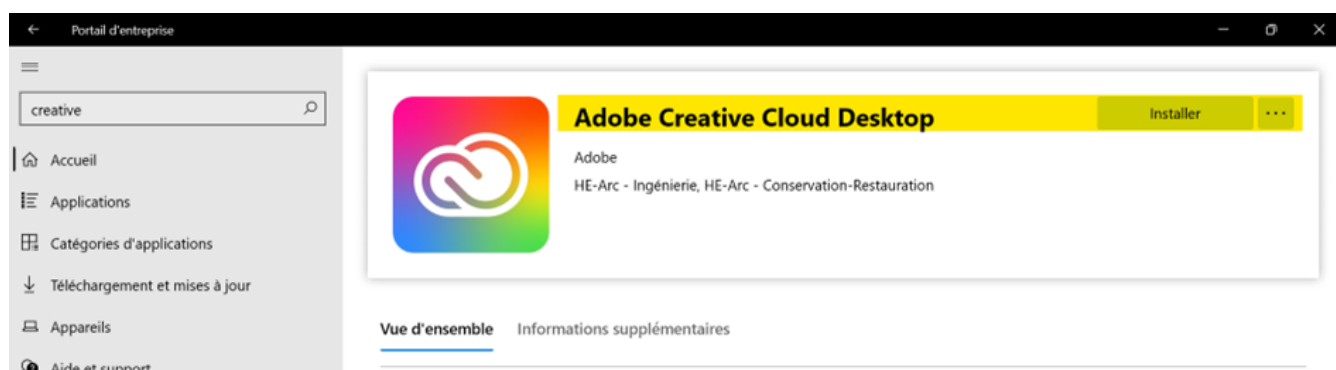 Portail d'entreprise
creative
Accueil
Applications
Catégories d'applications
Téléchargement et mises à jour
Appareils
Aide et support
Adobe Creative Cloud Desktop
Installer
...
Adobe
HE-Arc - Ingénierie, HE-Arc - Conservation-Restauration
Vue d'ensemble
Informations supplémentaires